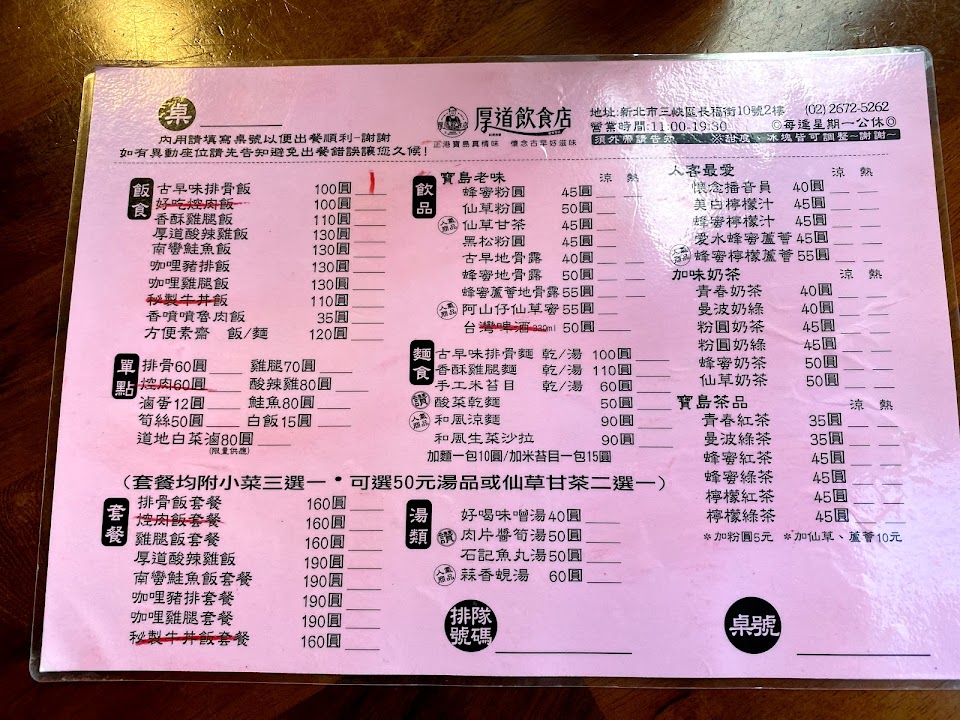 桌
內用請填寫桌號以便出餐順利-謝謝
如有異動座位請先告知避免出餐錯誤讓您久候!
厚道飲食店
正港寶島真情味 懷念古早好滋味
地址:新北市三峽區長福街10號2樓 (02) 2672-5262
營業時間:11:00-19:30 ◎每逢星期一公休◎
須外帶請告知 ※甜度、冰塊皆可調整~謝謝~
飯食
古早味排骨飯 100圓
好吃焢肉飯 100圓
香酥雞腿飯 110圓
厚道酸辣雞飯 130圓
南灣鮭魚飯 130圓
咖哩豬排飯 130圓
咖哩雞腿飯 130圓
秘製牛丼飯 110圓
香噴噴魯肉飯 35圓
方便素齋 飯/麵 120圓
單點
排骨60圓 雞腿70圓
焢肉60圓 酸辣雞80圓
滷蛋12圓 鮭魚80圓
筍絲50圓 白飯15圓
道地白菜滷80圓
(限量供應)
飲品
寶島老味 涼 熱
蜂蜜粉圓 45圓
仙草粉圓 50圓
人氣商品 仙草甘茶 45圓
黑松粉圓 45圓
古早地骨露 40圓
蜂蜜地骨露 50圓
蜂蜜蘆薈地骨露 55圓
人氣商品 阿山仔仙草蜜 55圓
台灣啤酒 330ml 50圓
麵食
古早味排骨麵 乾/湯 100圓
香酥雞腿麵 乾/湯 110圓
手工米苔目 乾/湯 60圓
讚 酸菜乾麵 50圓
人氣商品 和風涼麵 90圓
和風生菜沙拉 90圓
加麵一包10圓/加米苔目一包15圓
人客最愛 涼 熱
懷念播音員 40圓
美白檸檬汁 45圓
蜂蜜檸檬汁 45圓
愛水蜂蜜蘆薈 45圓
人氣商品 蜂蜜檸檬蘆薈 55圓
加味奶茶 涼 熱
青春奶茶 40圓
曼波奶綠 40圓
粉圓奶茶 45圓
粉圓奶綠 45圓
蜂蜜奶茶 50圓
仙草奶茶 50圓
寶島茶品 涼 熱
青春紅茶 35圓
曼波綠茶 35圓
蜂蜜紅茶 45圓
蜂蜜綠茶 45圓
檸檬紅茶 45圓
檸檬綠茶 45圓
*加粉圓5元 *加仙草、蘆薈10元
(套餐均附小菜三選一•可選50元湯品或仙草甘茶二選一)
套餐
排骨飯套餐 160圓
焢肉飯套餐 160圓
雞腿飯套餐 160圓
厚道酸辣雞飯 190圓
南灣鮭魚飯套餐 190圓
咖哩豬排套餐 190圓
咖哩雞腿套餐 190圓
秘製牛丼飯套餐 160圓
湯類
好喝味噌湯40圓
讚 肉片醬筍湯50圓
石記魚丸湯50圓
人氣商品 蒜香蜆湯 60圓
排隊號碼
桌號